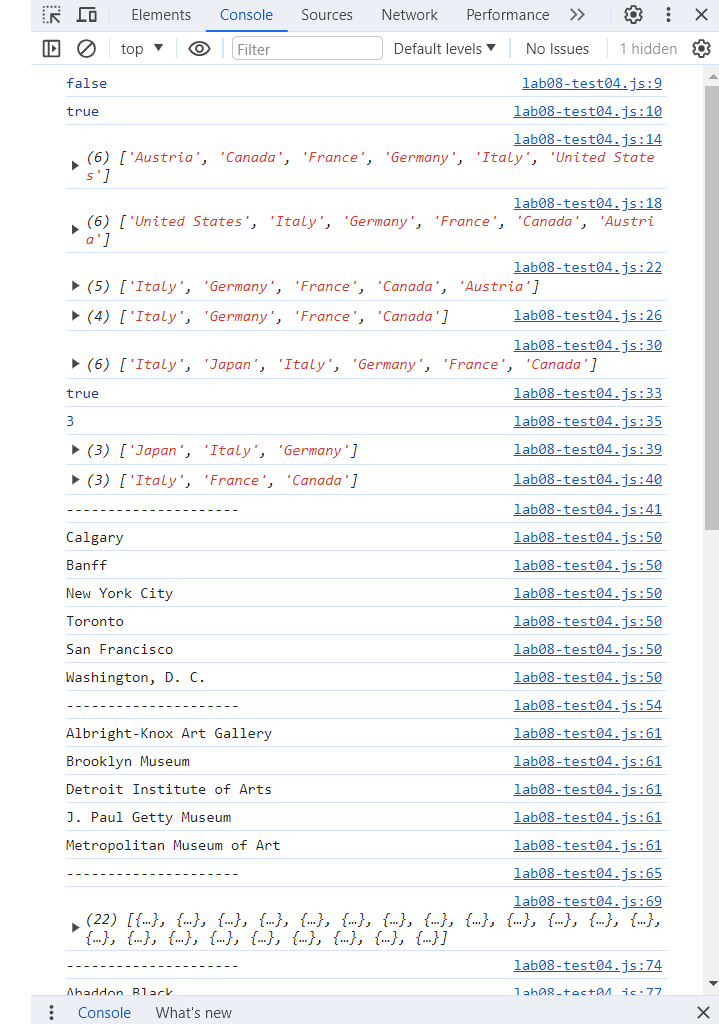 Elements Console Sources Network Performance
top Filter Default levels No Issues 1 hidden
false lab08-test04.js:9
true lab08-test04.js:10
lab08-test04.js:14
(6) ['Austria', 'Canada', 'France', 'Germany', 'Italy', 'United State
s']
lab08-test04.js:18
(6) ['United States', 'Italy', 'Germany', 'France', 'Canada', 'Austri
a']
lab08-test04.js:22
(5) ['Italy', 'Germany', 'France', 'Canada', 'Austria']
(4) ['Italy', 'Germany', 'France', 'Canada'] lab08-test04.js:26
lab08-test04.js:30
(6) ['Italy', 'Japan', 'Italy', 'Germany', 'France', 'Canada']
true lab08-test04.js:33
3 lab08-test04.js:35
(3) ['Japan', 'Italy', 'Germany'] lab08-test04.js:39
(3) ['Italy', 'France', 'Canada'] lab08-test04.js:40
--------------------- lab08-test04.js:41
Calgary lab08-test04.js:50
Banff lab08-test04.js:50
New York City lab08-test04.js:50
Toronto lab08-test04.js:50
San Francisco lab08-test04.js:50
Washington, D. C. lab08-test04.js:50
--------------------- lab08-test04.js:54
Albright-Knox Art Gallery lab08-test04.js:61
Brooklyn Museum lab08-test04.js:61
Detroit Institute of Arts lab08-test04.js:61
J. Paul Getty Museum lab08-test04.js:61
Metropolitan Museum of Art lab08-test04.js:61
--------------------- lab08-test04.js:65
lab08-test04.js:69
(22) [{…}, {…}, {…}, {…}, {…}, {…}, {…}, {…}, {…}, {…}, {…}, {…}, {…},
{…}, {…}, {…}, {…}, {…}, {…}, {…}, {…}, {…}]
--------------------- lab08-test04.js:74
Abaddon Black lab08-test04.js:77
Console What's new